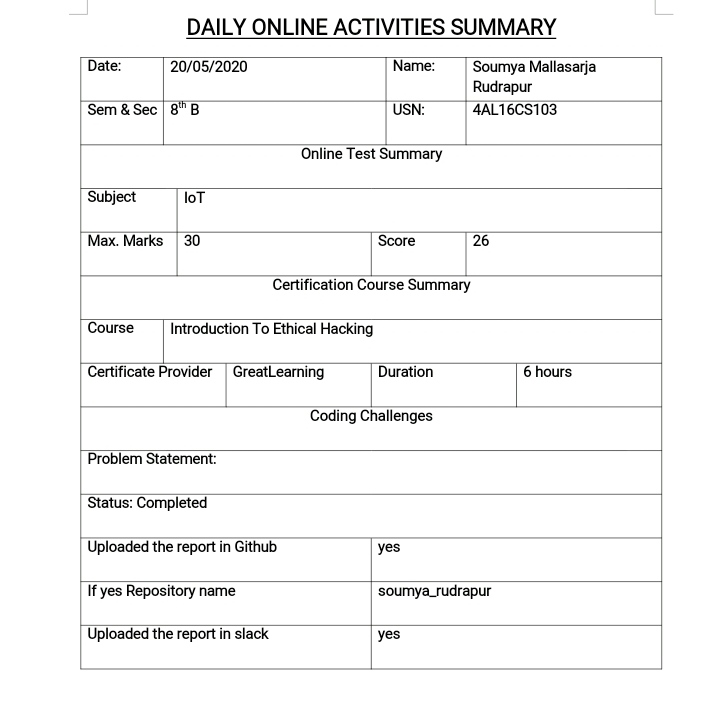 DAILY ONLINE ACTIVITIES SUMMARY
Date: 20/05/2020 Name: Soumya Mallasarja
Rudrapur
Sem & Sec 8th B USN: 4AL16CS103
Online Test Summary
Subject IoT
Max. Marks 30 Score 26
Certification Course Summary
Course Introduction To Ethical Hacking
Certificate Provider GreatLearning Duration 6 hours
Coding Challenges
Problem Statement:
Status: Completed
Uploaded the report in Github yes
If yes Repository name soumya_rudrapur
Uploaded the report in slack yes